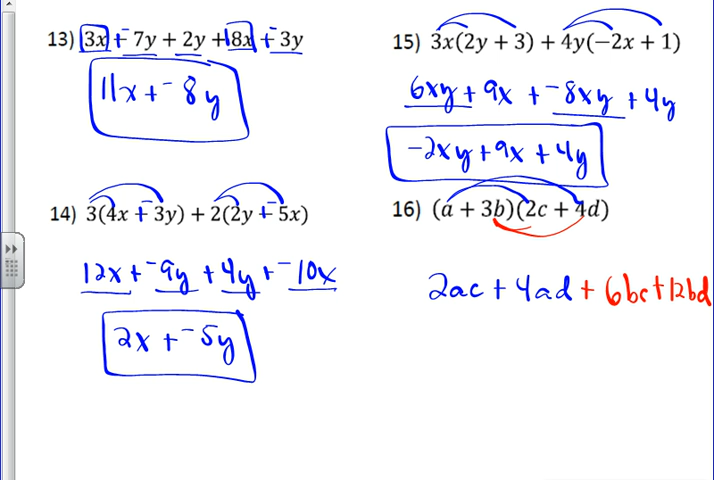 13) 3x + ⁻7y + 2y + 8x + ⁻3y
11x + ⁻8y
14) 3(4x + ⁻3y) + 2(2y + ⁻5x)
12x + ⁻9y + 4y + ⁻10x
2x + ⁻5y
15) 3x(2y + 3) + 4y(−2x + 1)
6xy + 9x + ⁻8xy + 4y
-2xy + 9x + 4y
16) (a + 3b)(2c + 4d)
2ac + 4ad + 6bc + 12bd